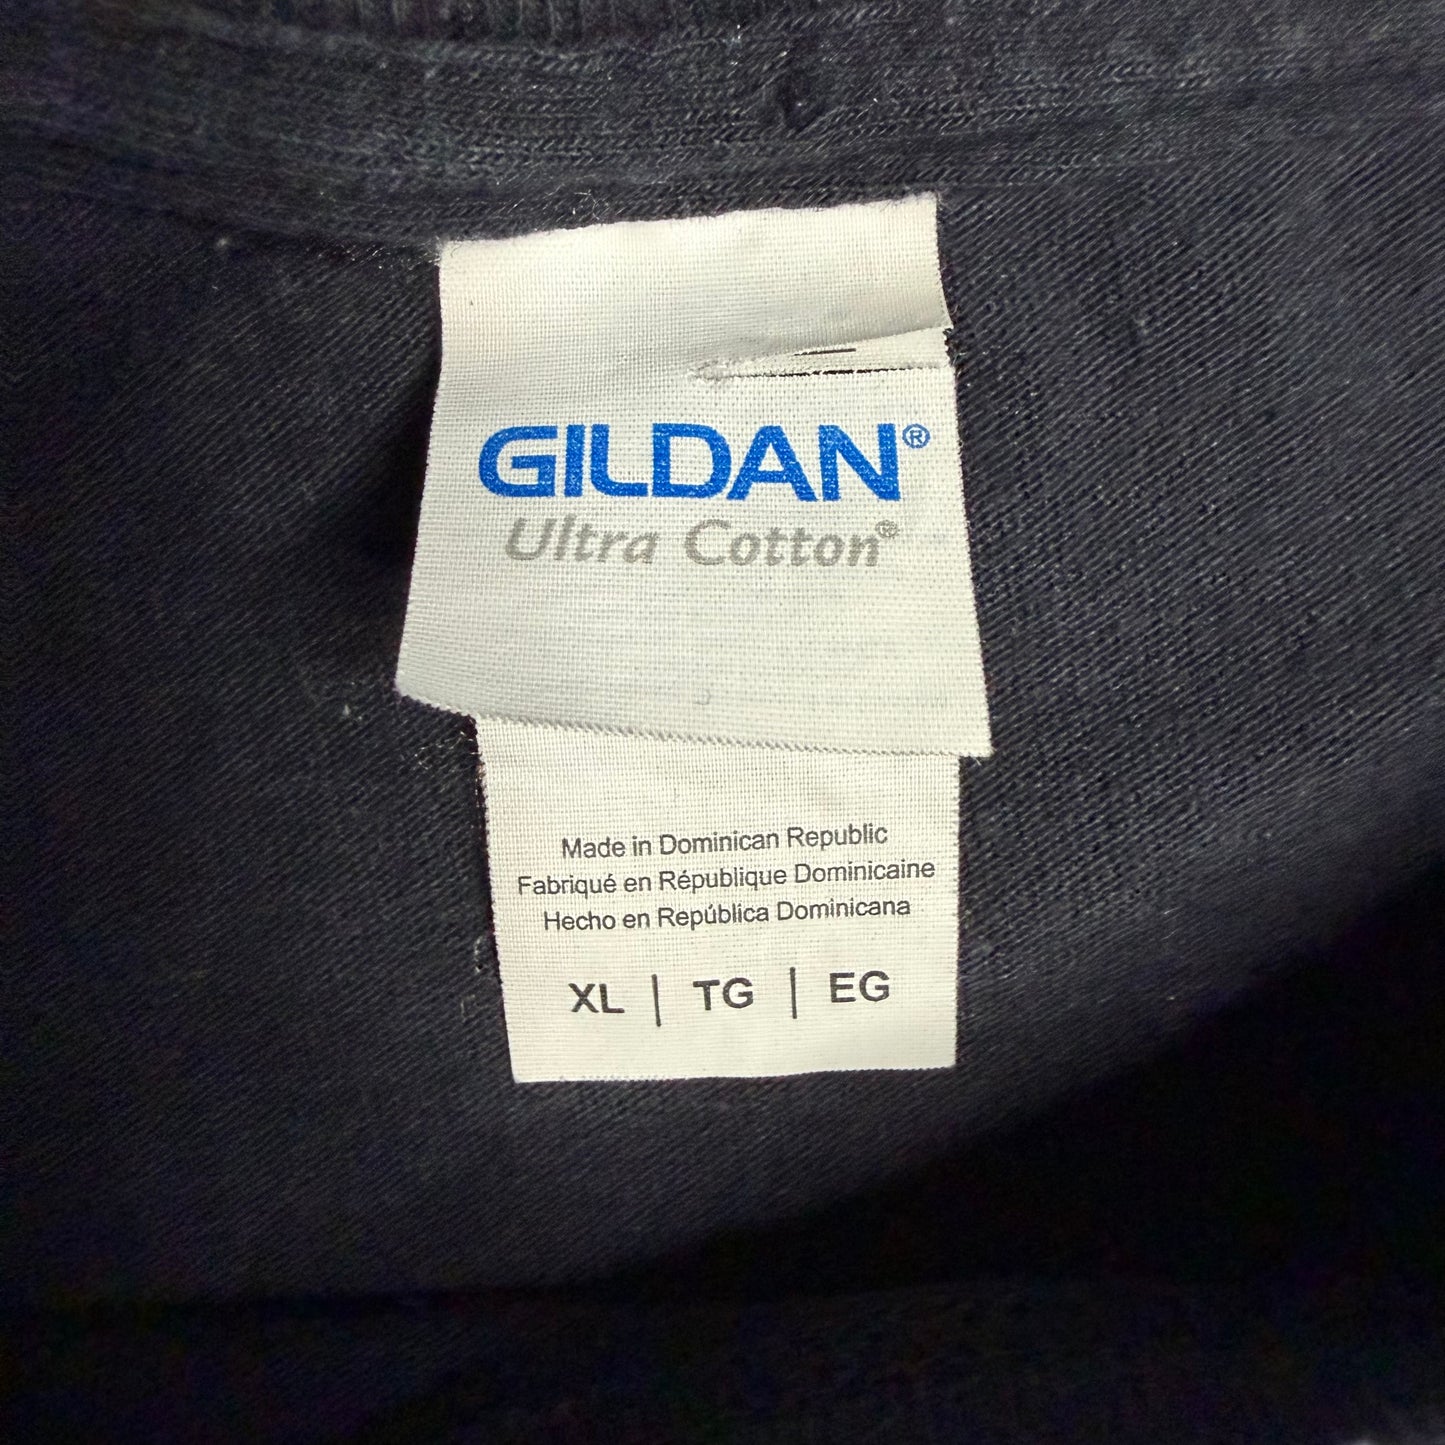 GILDAN®
Ultra Cotton®
Made in Dominican Republic
Fabriqué en République Dominicaine
Hecho en República Dominicana
XL | TG | EG